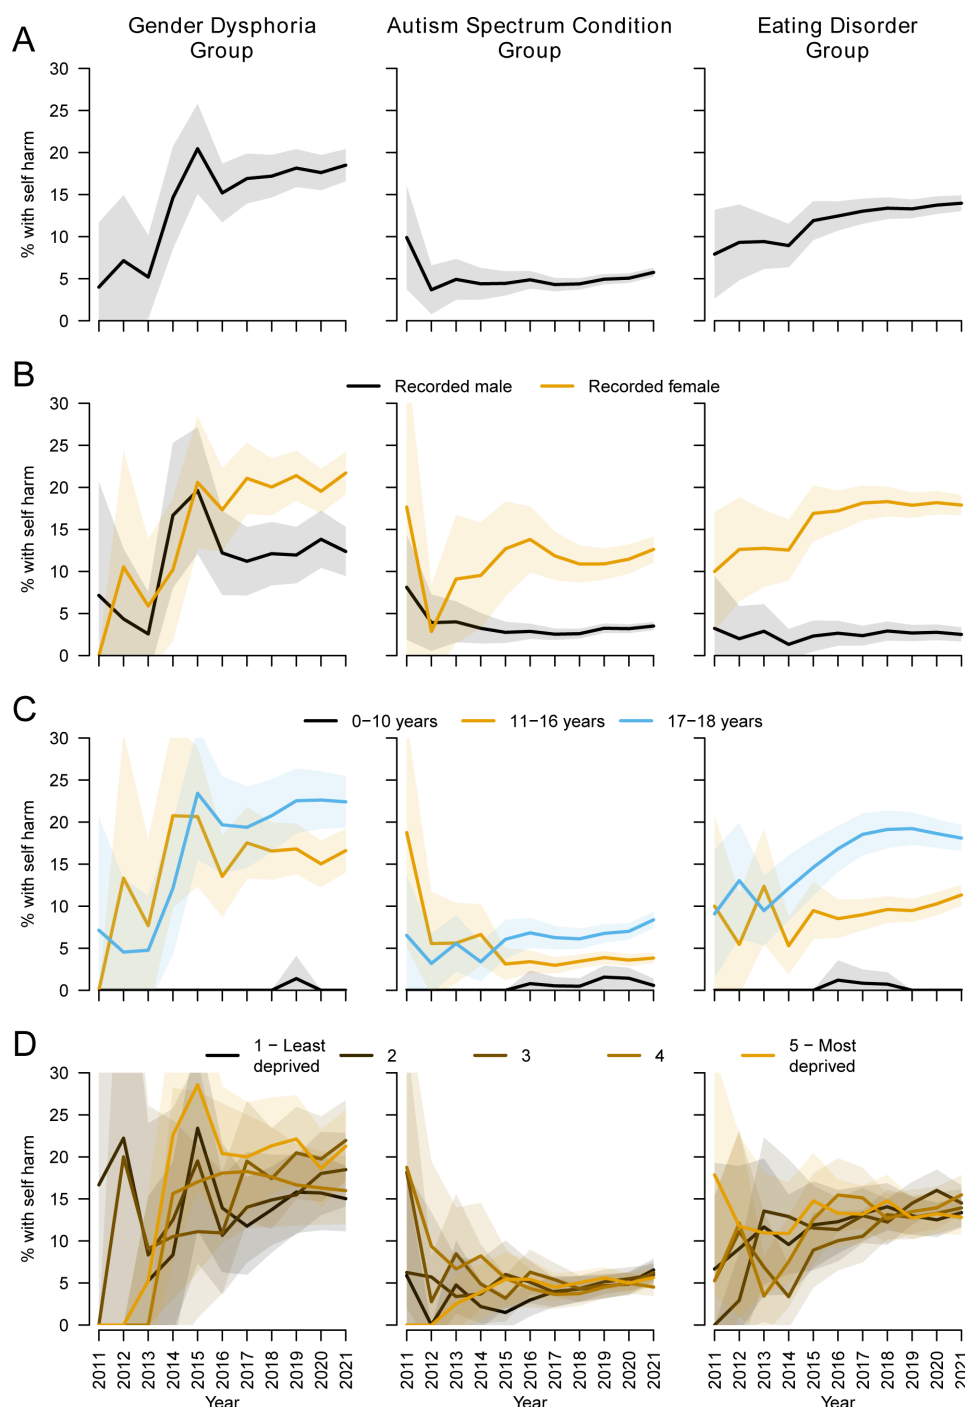 A
Gender Dysphoria
Group
Autism Spectrum Condition
Group
Eating Disorder
Group
% with self harm
30
25
20
15
10
5
0
B
Recorded male
Recorded female
% with self harm
30
25
20
15
10
5
0
C
0−10 years
11−16 years
17−18 years
% with self harm
30
25
20
15
10
5
0
D
1 − Least
deprived
2
3
4
5 − Most
deprived
% with self harm
30
25
20
15
10
5
0
2011 2012 2013 2014 2015 2016 2017 2018 2019 2020 2021
2011 2012 2013 2014 2015 2016 2017 2018 2019 2020 2021
2011 2012 2013 2014 2015 2016 2017 2018 2019 2020 2021
Year
Year
Year